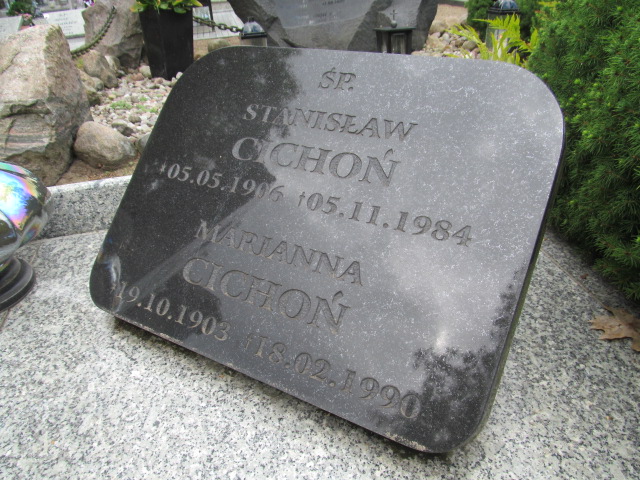 ŚP.
STANISŁAW
CICHOŃ
*05.05.1906 †05.11.1984
MARIANNA
CICHOŃ
*19.10.1903 †18.02.1990